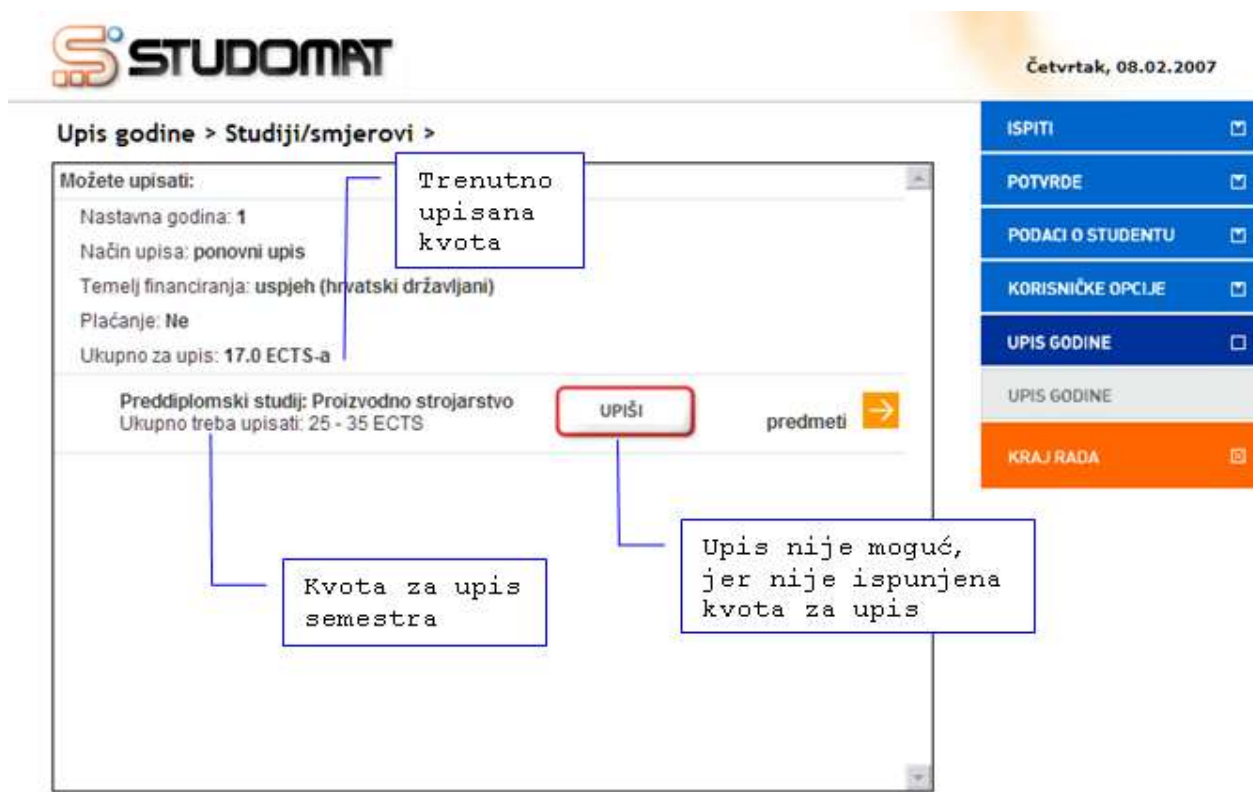 STUDOMAT
Četvrtak, 08.02.2007
Upis godine > Studiji/smjerovi >
Možete upisati:
Nastavna godina: 1
Način upisa: ponovni upis
Temelj financiranja: uspjeh (hrvatski državljani)
Plaćanje: Ne
Ukupno za upis: 17.0 ECTS-a
Trenutno
upisana
kvota
Preddiplomski studij: Proizvodno strojarstvo
Ukupno treba upisati: 25 - 35 ECTS
UPIŠI
predmeti
Kvota za upis
semestra
Upis nije moguć,
jer nije ispunjena
kvota za upis
ISPITI
POTVRDE
PODACI O STUDENTU
KORISNIČKE OPCIJE
UPIS GODINE
UPIS GODINE
KRAJ RADA